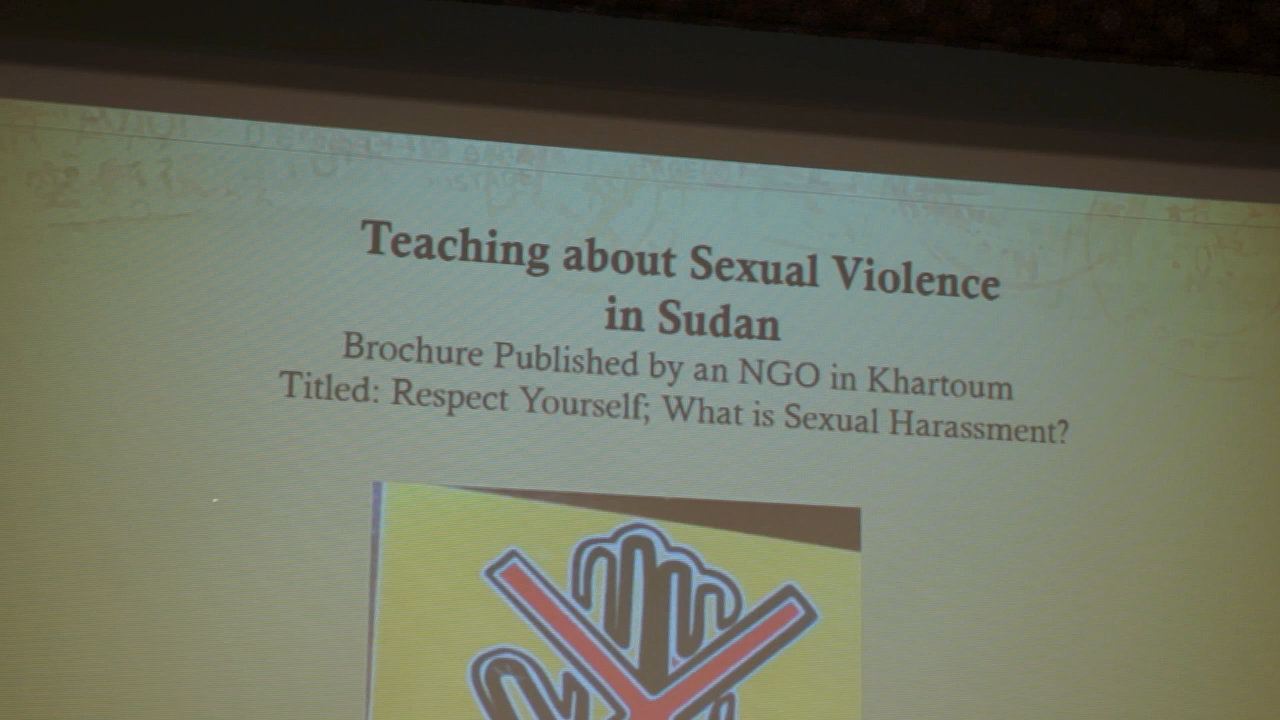 Teaching about Sexual Violence
in Sudan
Brochure Published by an NGO in Khartoum
Titled: Respect Yourself; What is Sexual Harassment?